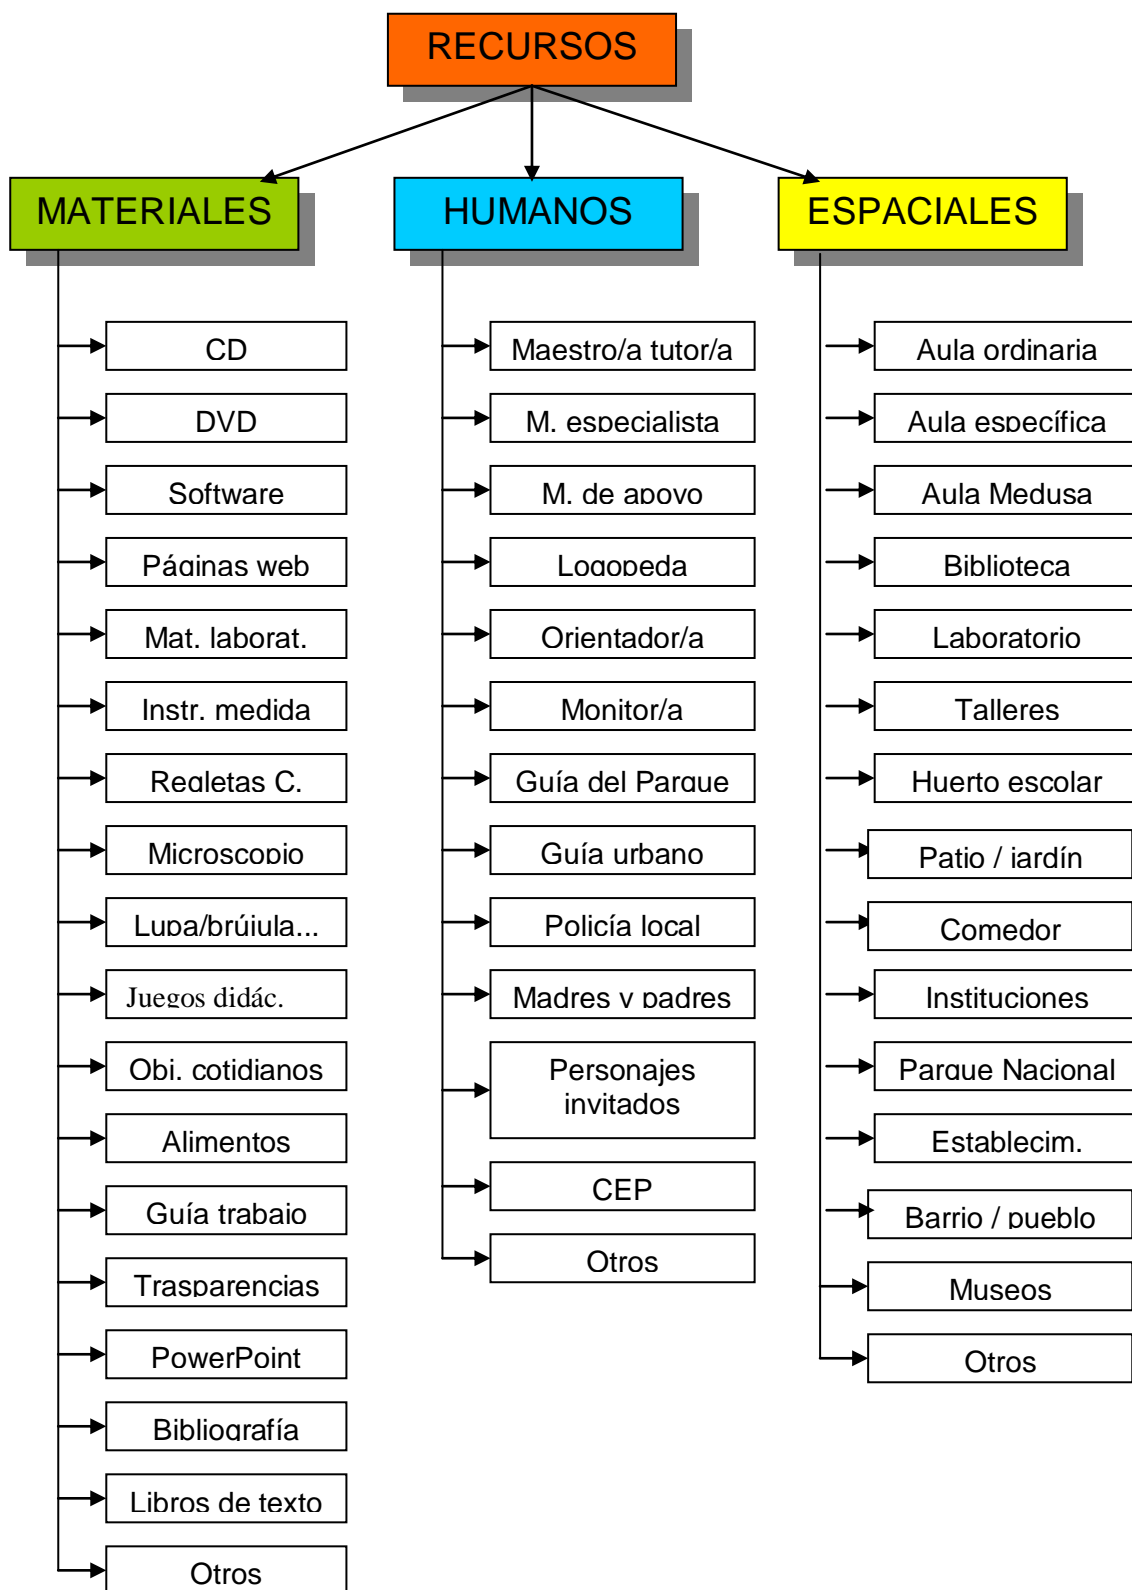 RECURSOS
MATERIALES
HUMANOS
ESPACIALES
CD
DVD
Software
Páginas web
Mat. laborat.
Instr. medida
Regletas C.
Microscopio
Lupa/brújula...
Juegos didác.
Obj. cotidianos
Alimentos
Guía trabajo
Trasparencias
PowerPoint
Bibliografía
Libros de texto
Otros
Maestro/a tutor/a
M. especialista
M. de apoyo
Logopeda
Orientador/a
Monitor/a
Guía del Parque
Guía urbano
Policía local
Madres y padres
Personajes
invitados
CEP
Otros
Aula ordinaria
Aula específica
Aula Medusa
Biblioteca
Laboratorio
Talleres
Huerto escolar
Patio / jardín
Comedor
Instituciones
Parque Nacional
Establecim.
Barrio / pueblo
Museos
Otros